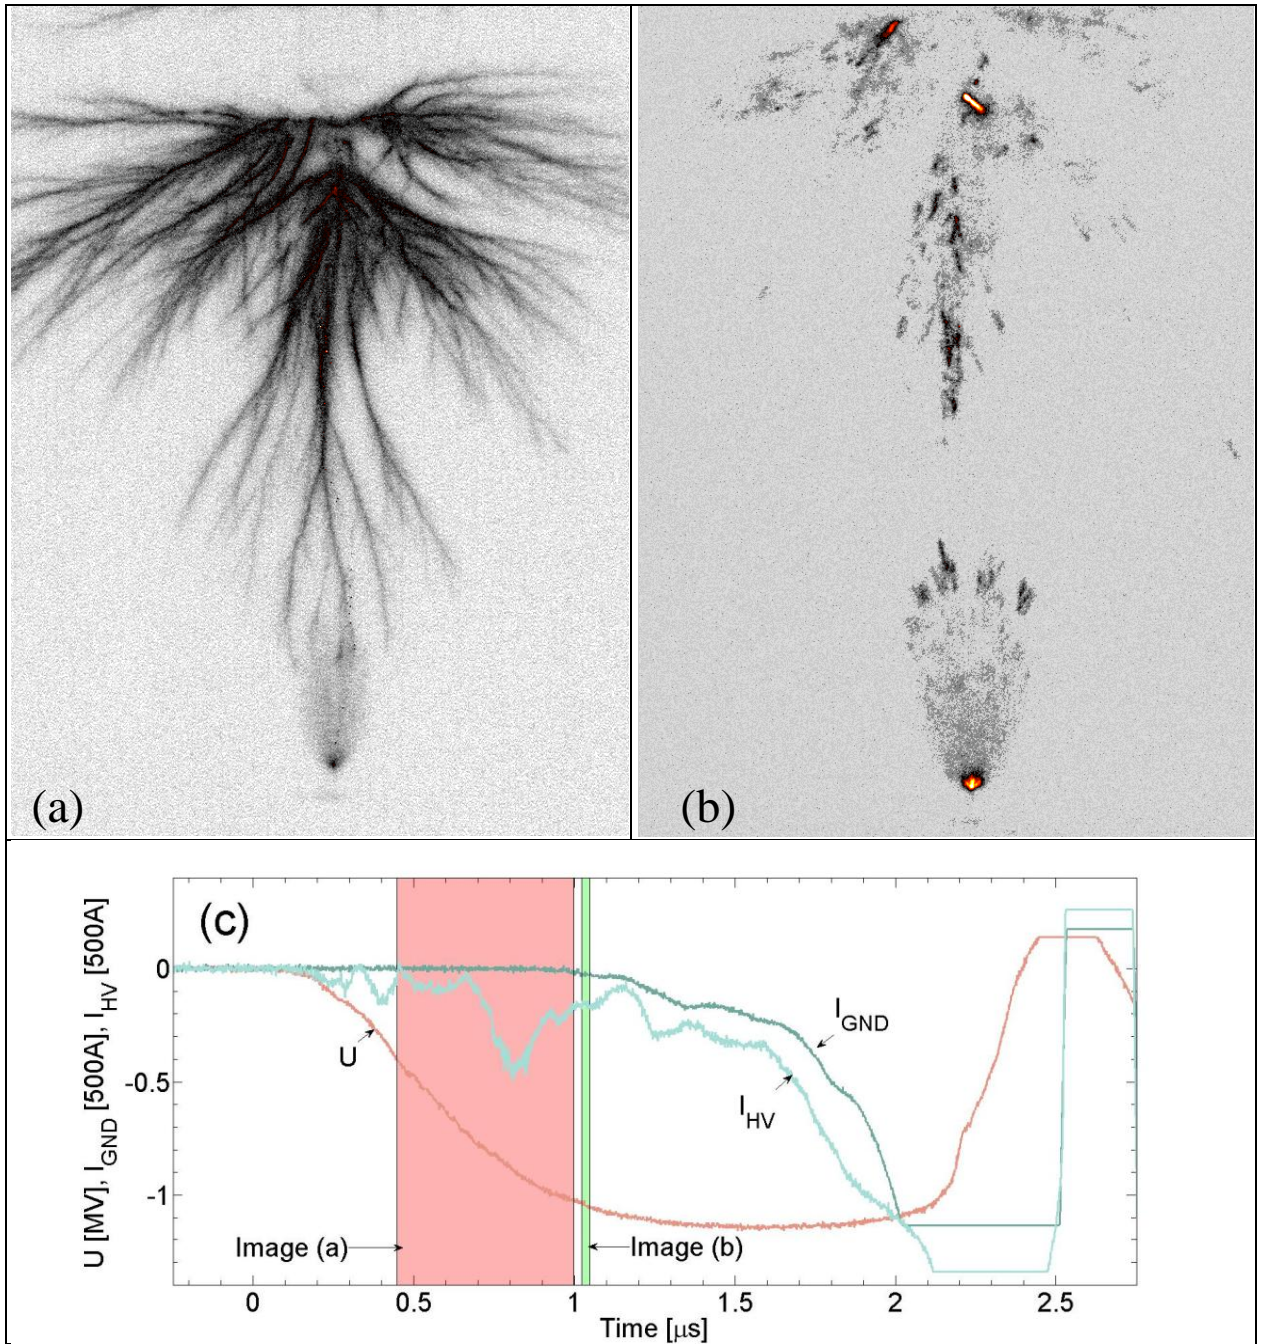 (a)
(b)
(c)
U [MV], I_GND [500A], I_HV [500A]
0
-0.5
-1
U
I_GND
I_HV
Image (a)
Image (b)
0
0.5
1
1.5
2
2.5
Time [μs]